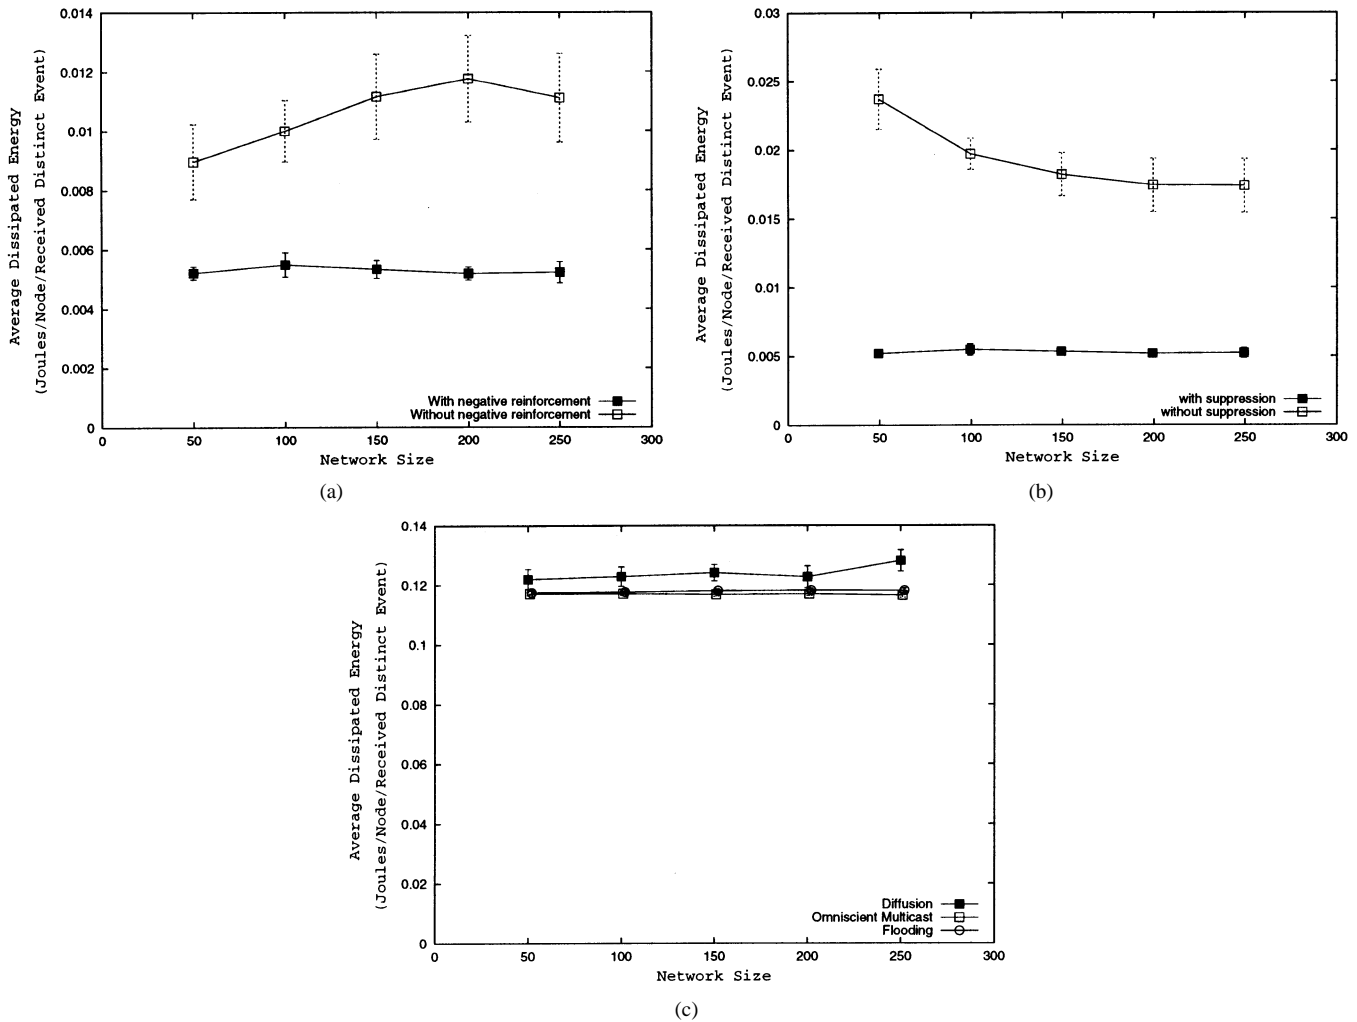 0.014
0.012
0.01
0.008
0.006
0.004
0.002
0
0
50
100
150
200
250
300
Average Dissipated Energy
(Joules/Node/Received Distinct Event)
With negative reinforcement
Without negative reinforcement
Network Size
(a)
0.03
0.025
0.02
0.015
0.01
0.005
0
0
50
100
150
200
250
300
Average Dissipated Energy
(Joules/Node/Received Distinct Event)
with suppression
without suppression
Network Size
(b)
0.14
0.12
0.1
0.08
0.06
0.04
0.02
0
0
50
100
150
200
250
300
Average Dissipated Energy
(Joules/Node/Received Distinct Event)
Diffusion
Omniscient Multicast
Flooding
Network Size
(c)